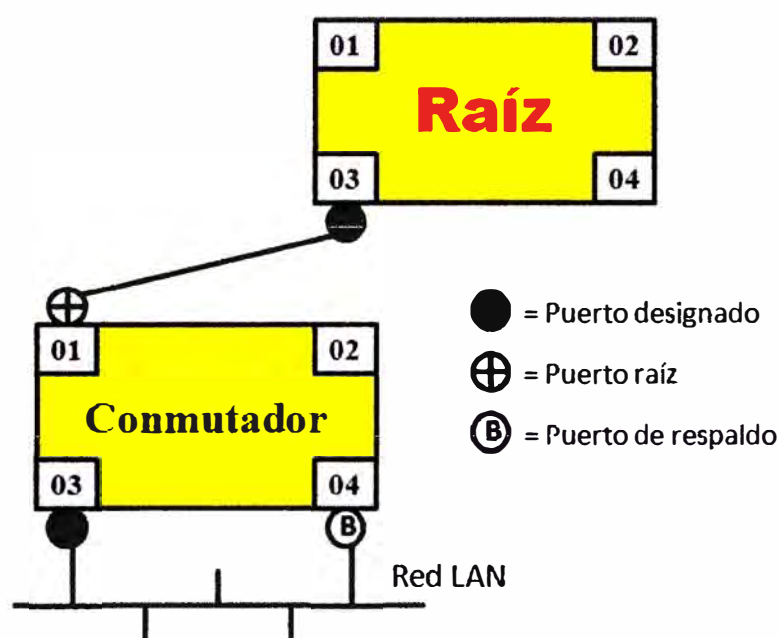 01 02
Raíz
03 04
01 02
Conmutador
03 04
B
Red LAN
= Puerto designado
= Puerto raíz
B = Puerto de respaldo